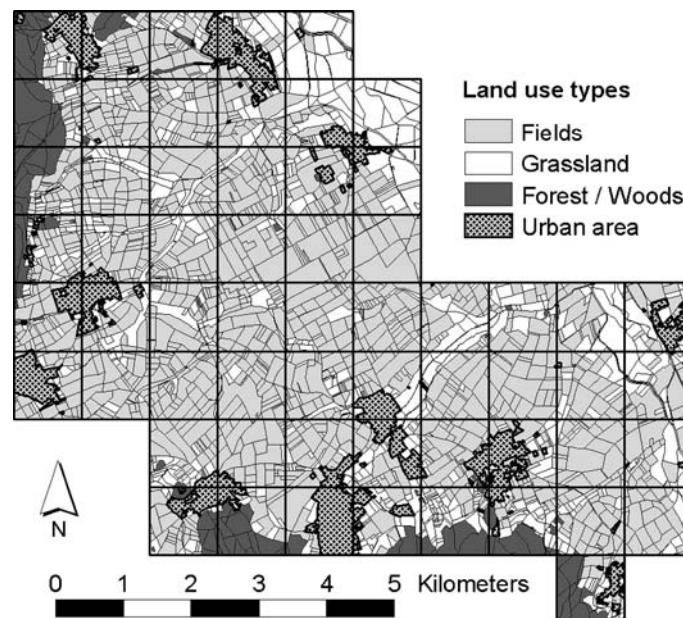 Land use types
Fields
Grassland
Forest / Woods
Urban area
N
0 1 2 3 4 5 Kilometers